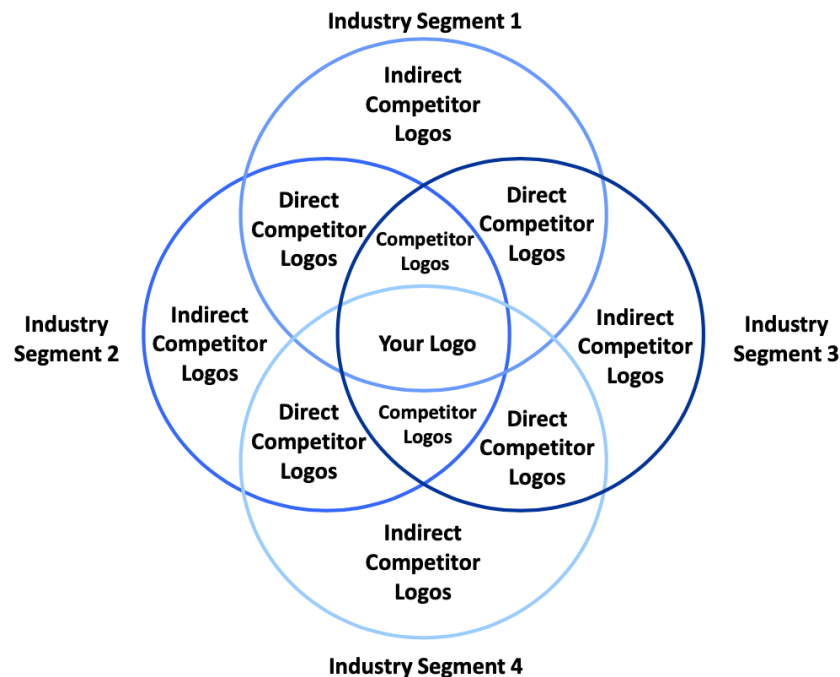 Industry Segment 1
Indirect
Competitor
Logos
Direct
Competitor
Logos
Competitor
Logos
Direct
Competitor
Logos
Industry
Segment 2
Indirect
Competitor
Logos
Your Logo
Indirect
Competitor
Logos
Industry
Segment 3
Direct
Competitor
Logos
Competitor
Logos
Direct
Competitor
Logos
Indirect
Competitor
Logos
Industry Segment 4